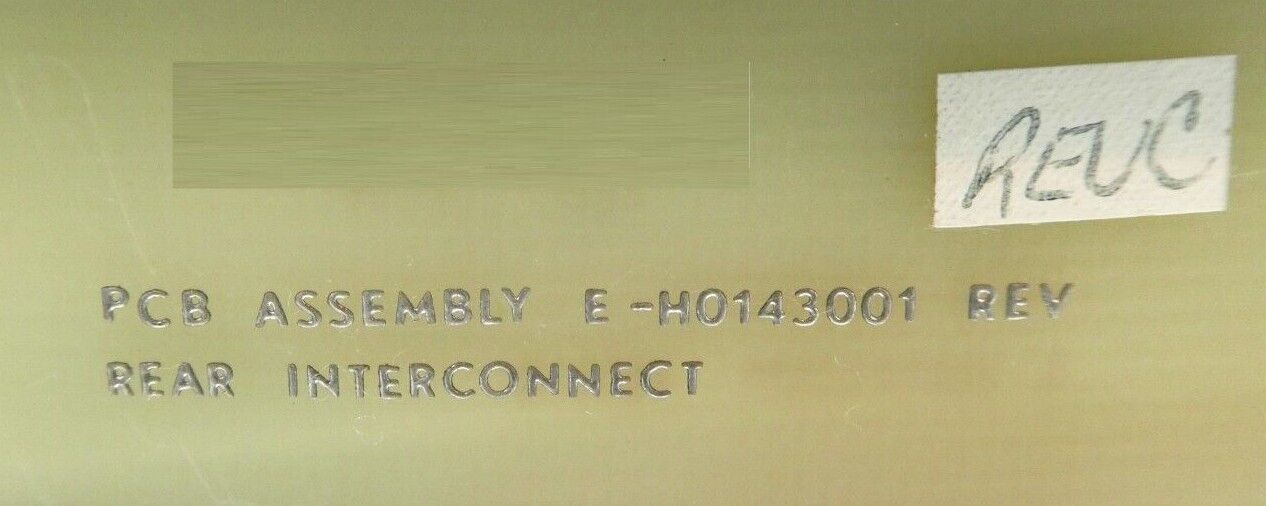 REVC
PCB ASSEMBLY E-H0143001 REV
REAR INTERCONNECT